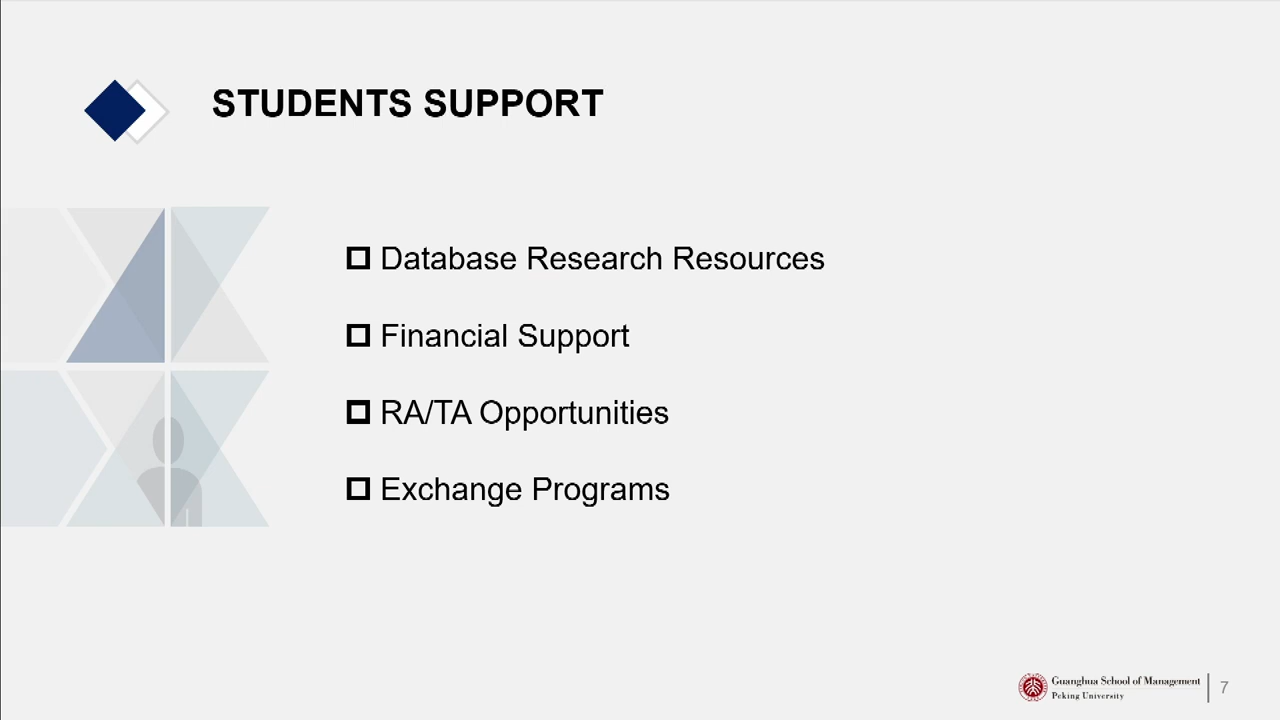 STUDENTS SUPPORT
Database Research Resources
Financial Support
RA/TA Opportunities
Exchange Programs
Guanghua School of Management
Peking University
7